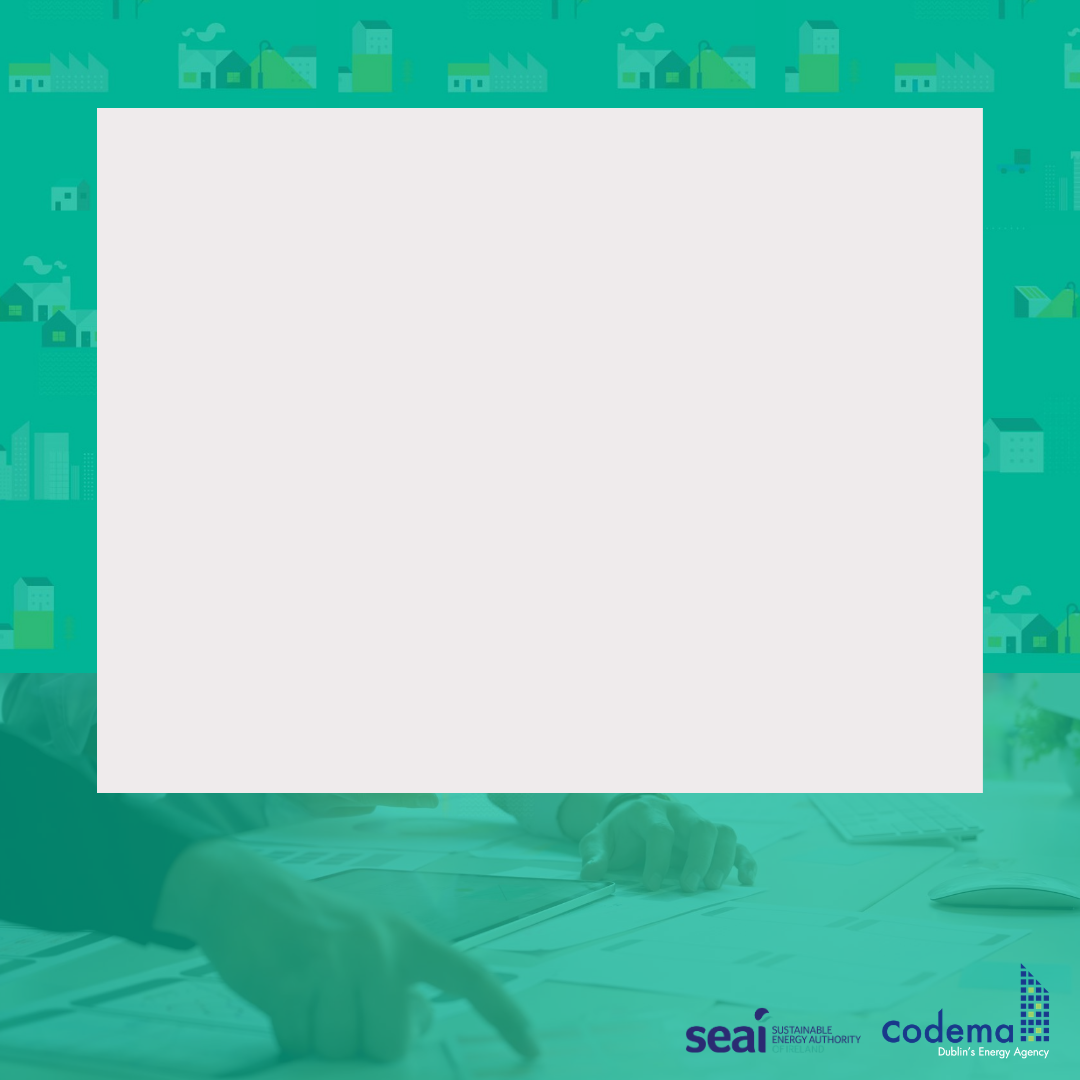 seai SUSTAINABLE
ENERGY AUTHORITY
OF IRELAND
codema
Dublin's Energy Agency